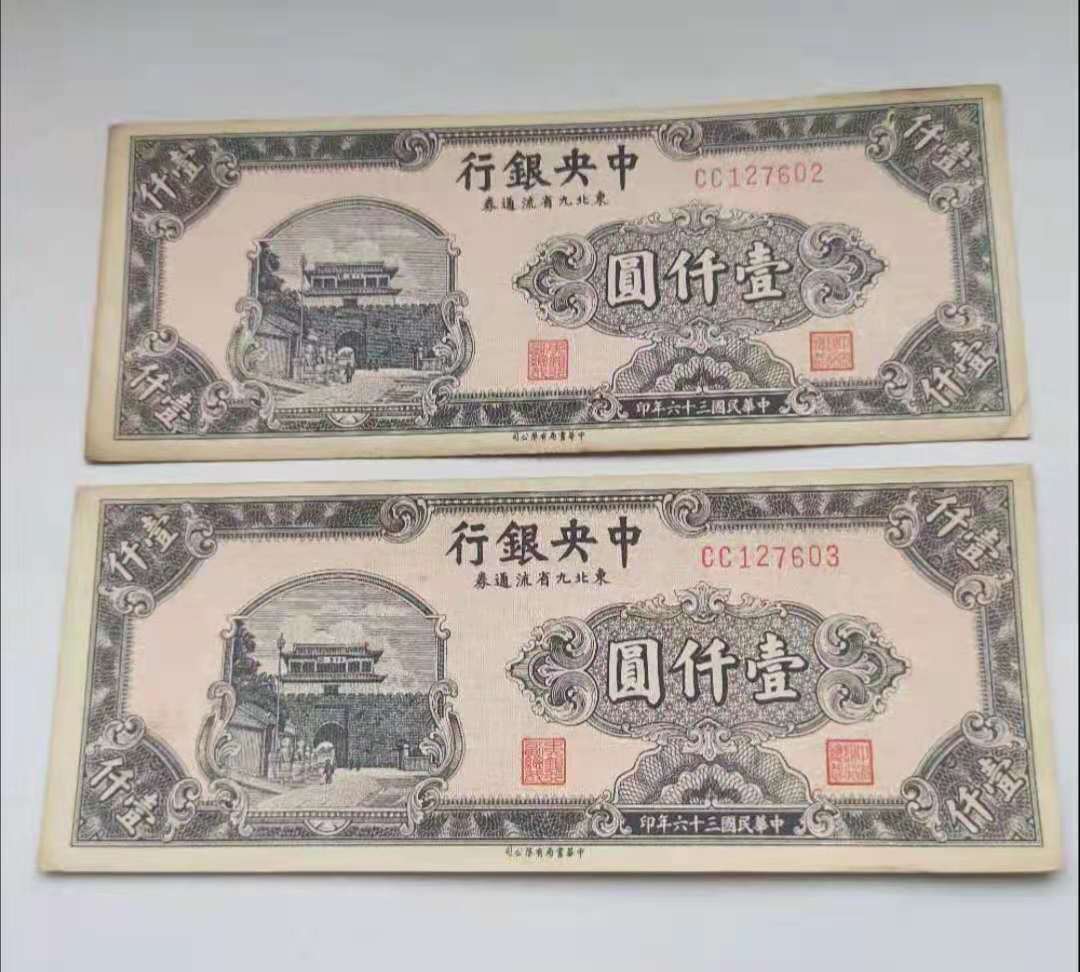 壹仟
壹仟
中央銀行
CC127602
東北九省流通券
壹仟圓
壹仟
壹仟
中華民國三十六年印
中華書局有限公司
壹仟
壹仟
中央銀行
CC127603
東北九省流通券
壹仟圓
壹仟
壹仟
中華民國三十六年印
中華書局有限公司